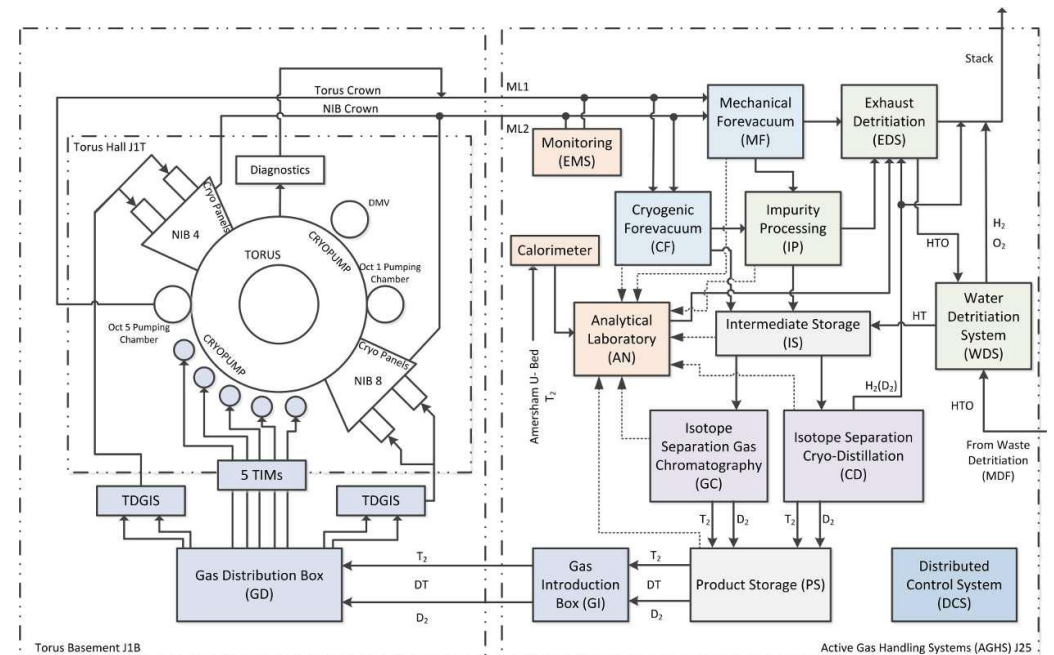 Stack
Torus Crown
ML1
NIB Crown
ML2
Mechanical
Forevacuum
(MF)
Exhaust
Detritiation
(EDS)
Monitoring
(EMS)
Torus Hall J1T
Diagnostics
Cryo Panels
NIB 4
DMV
CRYOPUMP
TORUS
Oct 1 Pumping
Chamber
Oct 5 Pumping
Chamber
CRYOPUMP
Cryo Panels
NIB 8
Cryogenic
Forevacuum
(CF)
Impurity
Processing
(IP)
H2
O2
HTO
Calorimeter
Analytical
Laboratory
(AN)
Intermediate Storage
(IS)
HT
Water
Detritiation
System
(WDS)
Amersham U- Bed
T2
H2(D2)
HTO
From Waste
Detritiation
(MDF)
Isotope
Separation Gas
Chromatography
(GC)
Isotope Separation
Cryo-Distillation
(CD)
5 TIMs
TDGIS
TDGIS
T2
D2
T2
D2
Gas Distribution Box
(GD)
T2
DT
D2
Gas
Introduction
Box (GI)
T2
DT
D2
Product Storage (PS)
Distributed
Control System
(DCS)
Torus Basement J1B
Active Gas Handling Systems (AGHS) J25